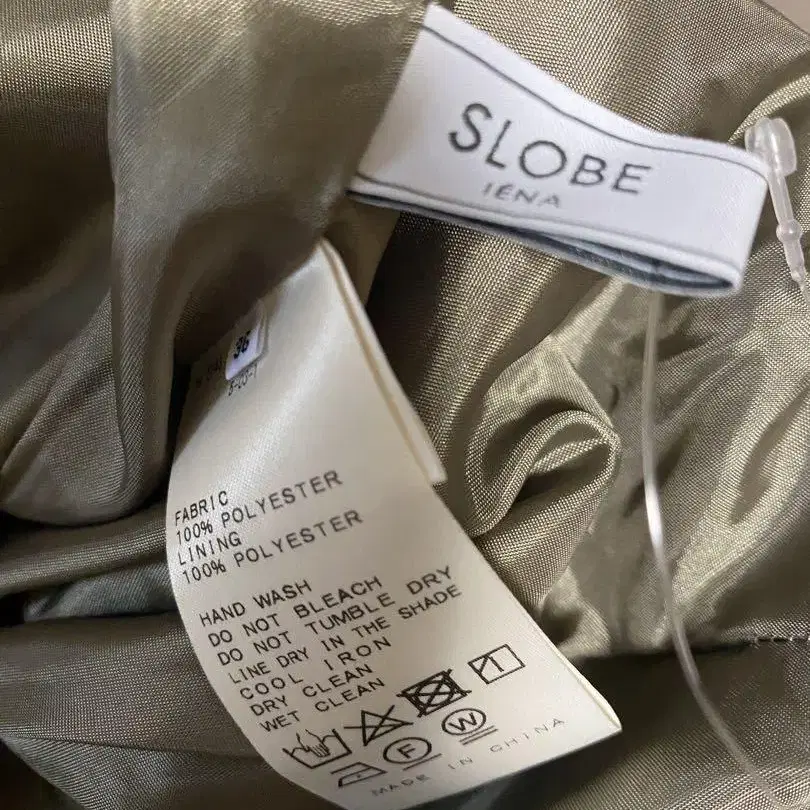 SLOBE
IÉNA
36
FABRIC
100% POLYESTER
LINING
100% POLYESTER
HAND WASH
DO NOT BLEACH
DO NOT TUMBLE DRY
LINE DRY IN THE SHADE
COOL IRON
DRY CLEAN
WET CLEAN
F
W
MADE IN CHINA